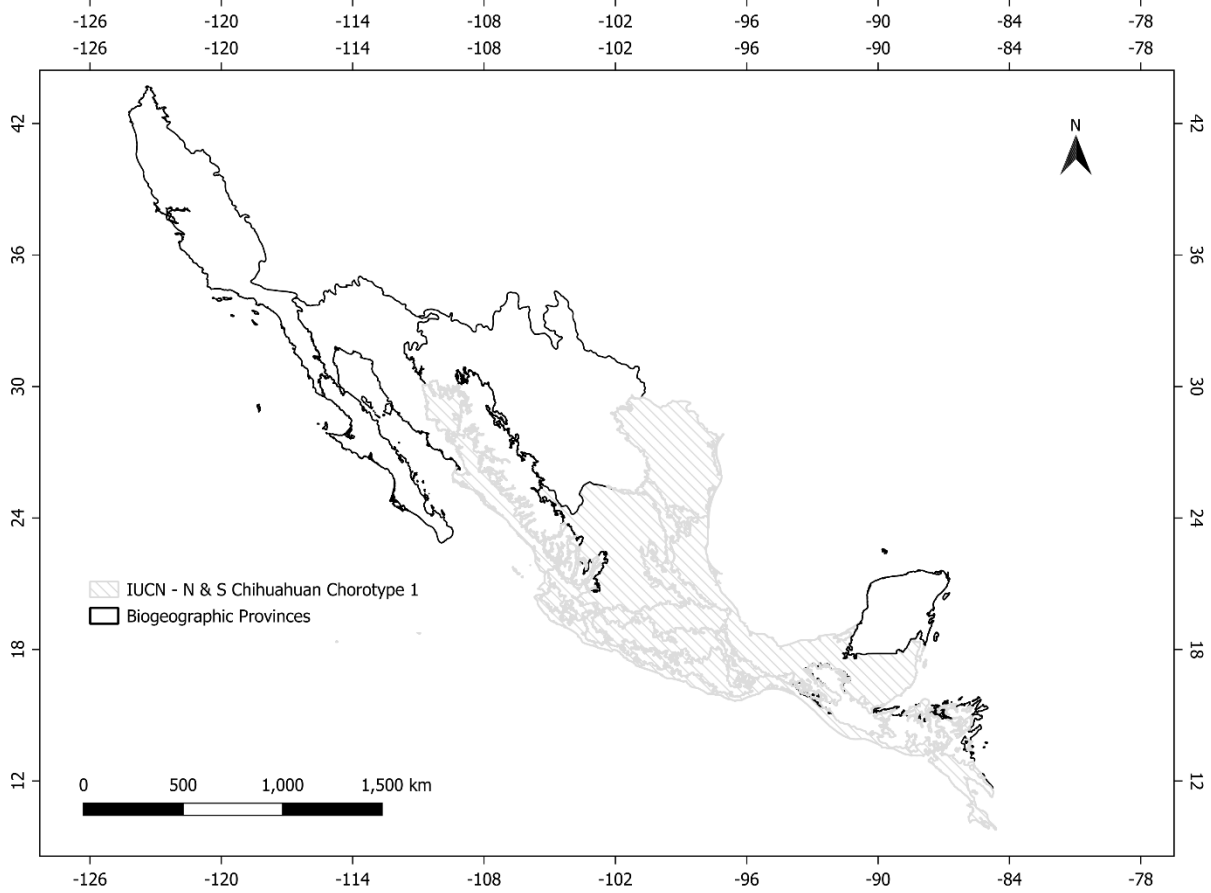 -126 -120 -114 -108 -102 -96 -90 -84 -78
-126 -120 -114 -108 -102 -96 -90 -84 -78
42 42
N
36 36
30 30
24 24
IUCN - N & S Chihuahuan Chorotype 1
Biogeographic Provinces
18 18
12 12
0 500 1,000 1,500 km
-126 -120 -114 -108 -102 -96 -90 -84 -78